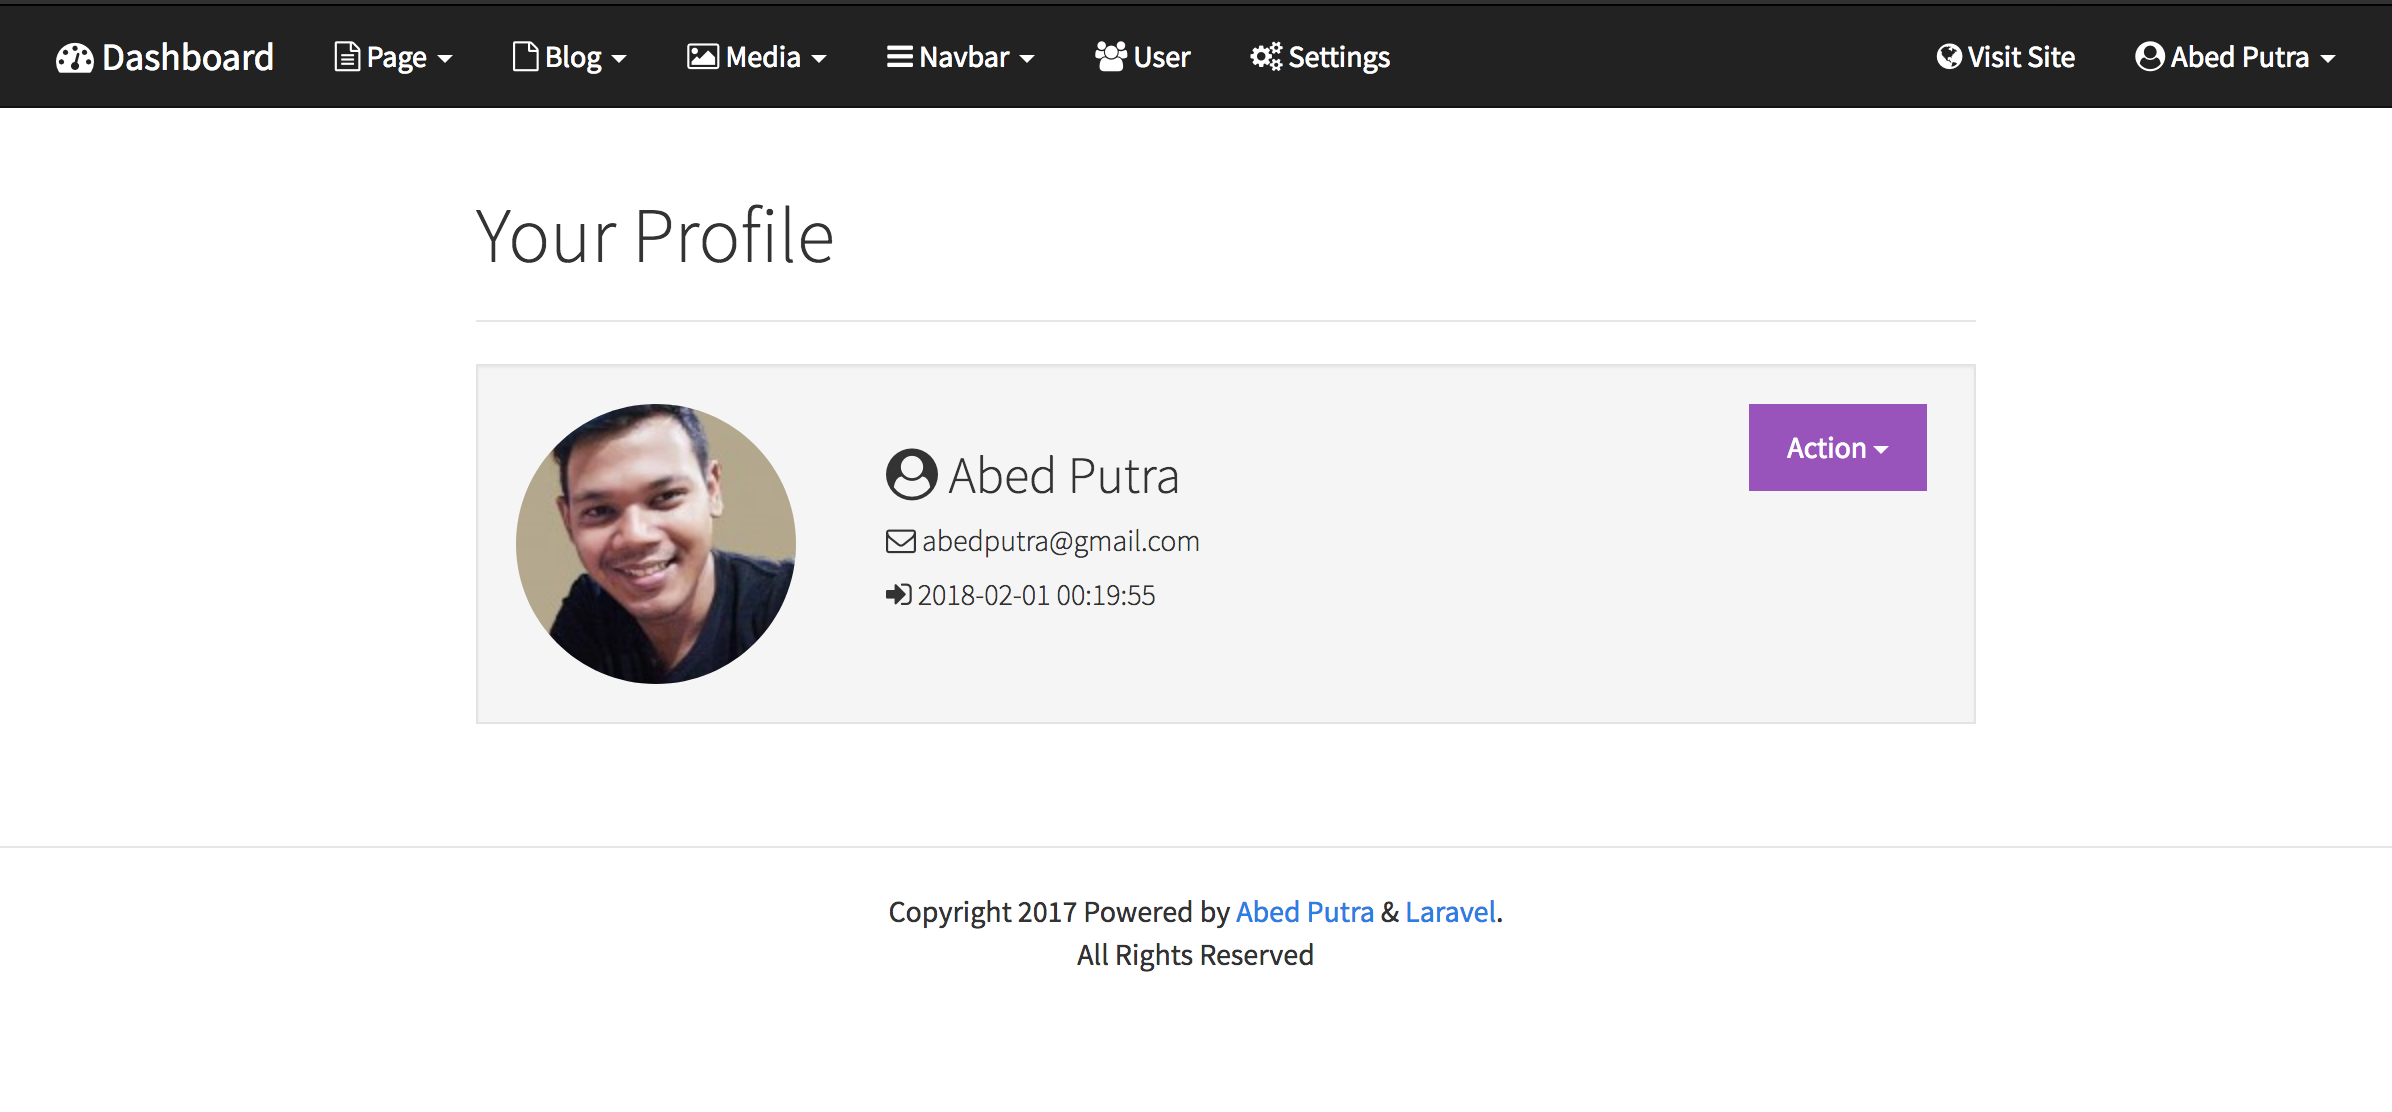 Dashboard Page Blog Media Navbar User Settings Visit Site Abed Putra
Your Profile
Action
Abed Putra
abedputra@gmail.com
2018-02-01 00:19:55
Copyright 2017 Powered by Abed Putra & Laravel.
All Rights Reserved